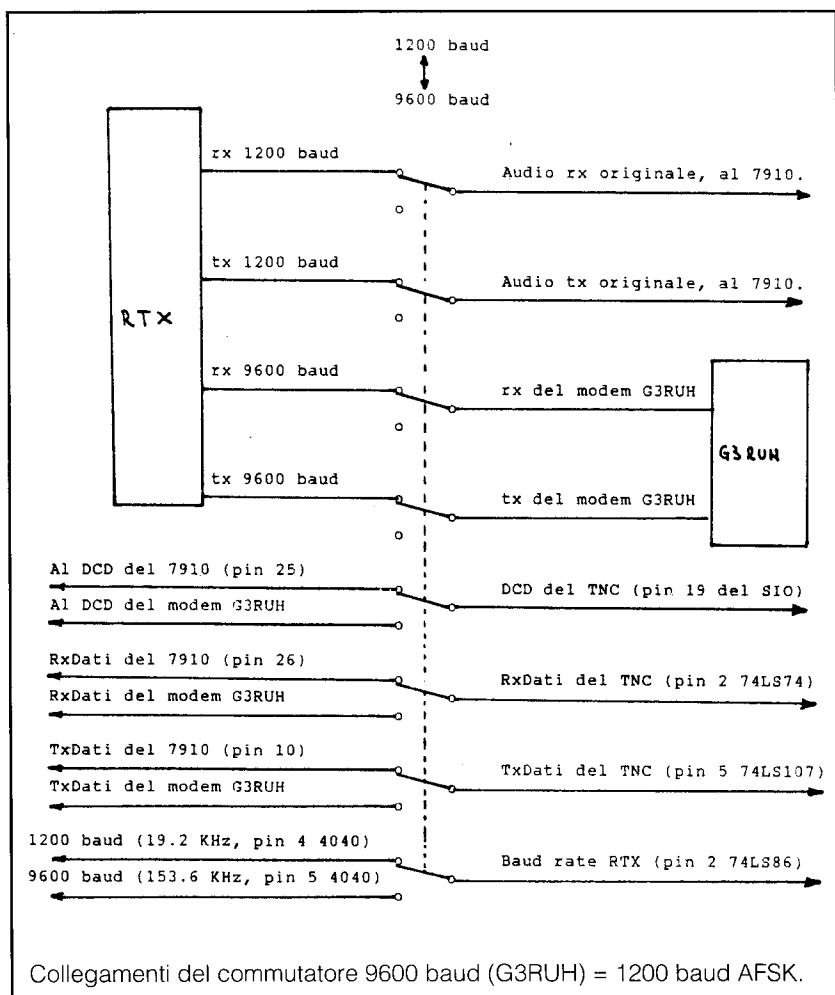 1200 baud
9600 baud
rx 1200 baud
Audio rx originale, al 7910.
tx 1200 baud
Audio tx originale, al 7910.
RTX
rx 9600 baud
rx del modem G3RUH
G3RUH
tx 9600 baud
tx del modem G3RUH
Al DCD del 7910 (pin 25)
DCD del TNC (pin 19 del SIO)
Al DCD del modem G3RUH
RxDati del 7910 (pin 26)
RxDati del TNC (pin 2 74LS74)
RxDati del modem G3RUH
TxDati del 7910 (pin 10)
TxDati del TNC (pin 5 74LS107)
TxDati del modem G3RUH
1200 baud (19.2 KHz, pin 4 4040)
Baud rate RTX (pin 2 74LS86)
9600 baud (153.6 KHz, pin 5 4040)
Collegamenti del commutatore 9600 baud (G3RUH) = 1200 baud AFSK.